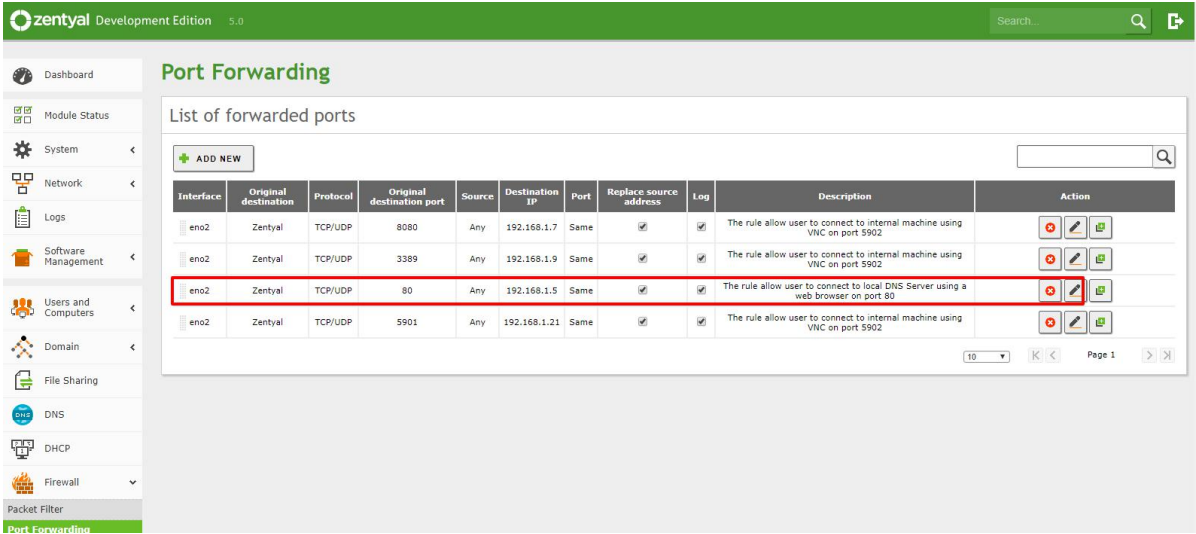 zentyal Development Edition 5.0
Search...
Dashboard
Module Status
System
Network
Logs
Software
Management
Users and
Computers
Domain
File Sharing
DNS
DNS
DHCP
Firewall
Packet Filter
Port Forwarding
Port Forwarding
List of forwarded ports
ADD NEW
Interface Original destination Protocol Original destination port Source Destination IP Port Replace source address Log Description Action
eno2 Zentyal TCP/UDP 8080 Any 192.168.1.7 Same The rule allow user to connect to internal machine using
VNC on port 5902
eno2 Zentyal TCP/UDP 3389 Any 192.168.1.9 Same The rule allow user to connect to internal machine using
VNC on port 5902
eno2 Zentyal TCP/UDP 80 Any 192.168.1.5 Same The rule allow user to connect to local DNS Server using a
web browser on port 80
eno2 Zentyal TCP/UDP 5901 Any 192.168.1.21 Same The rule allow user to connect to internal machine using
VNC on port 5902
10 Page 1